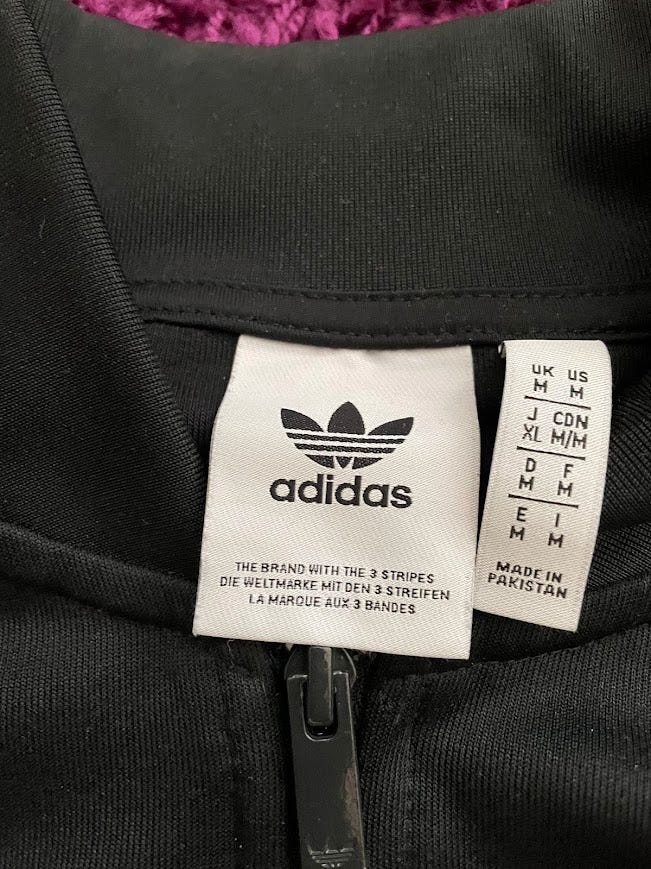 adidas
THE BRAND WITH THE 3 STRIPES
DIE WELTMARKE MIT DEN 3 STREIFEN
LA MARQUE AUX 3 BANDES
UK US
M M
J CDN
XL M/M
D F
M M
E I
M M
MADE IN
PAKISTAN